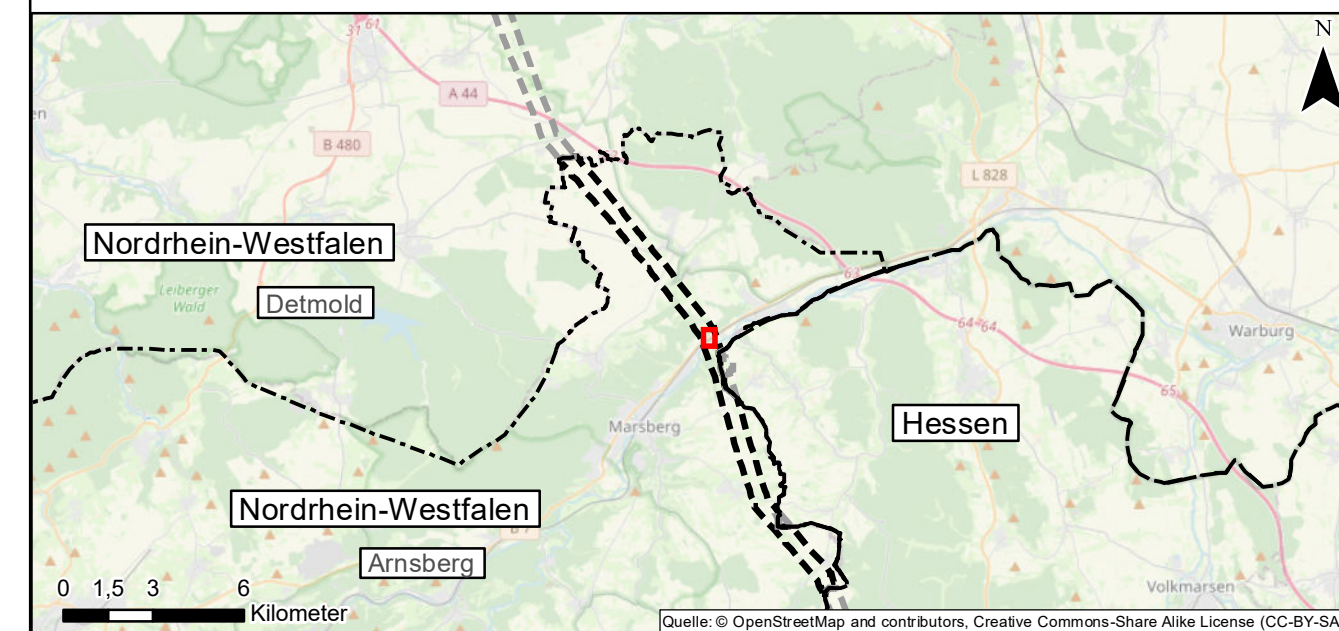 31 61
N
A 44
en
B 480
L 828
Nordrhein-Westfalen
63
Leiberger
Wald
Detmold
64-64
Warburg
65
Marsberg
Hessen
Nordrhein-Westfalen
B 7
Arnsberg
0 1,5 3 6
Kilometer
Volkmarsen
Quelle: © OpenStreetMap and contributors, Creative Commons-Share Alike License (CC-BY-SA